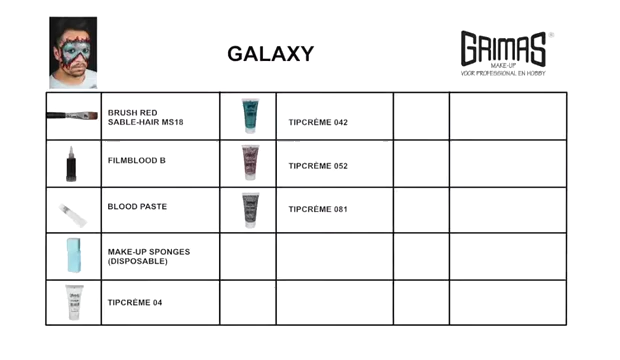 GALAXY
GRIMAS®
MAKE-UP
VOOR PROFESSIONAL EN HOBBY
BRUSH RED
SABLE-HAIR MS18
TIPCRÈME 042
FILMBLOOD B
TIPCRÈME 052
BLOOD PASTE
TIPCRÈME 081
MAKE-UP SPONGES
(DISPOSABLE)
TIPCRÈME 04